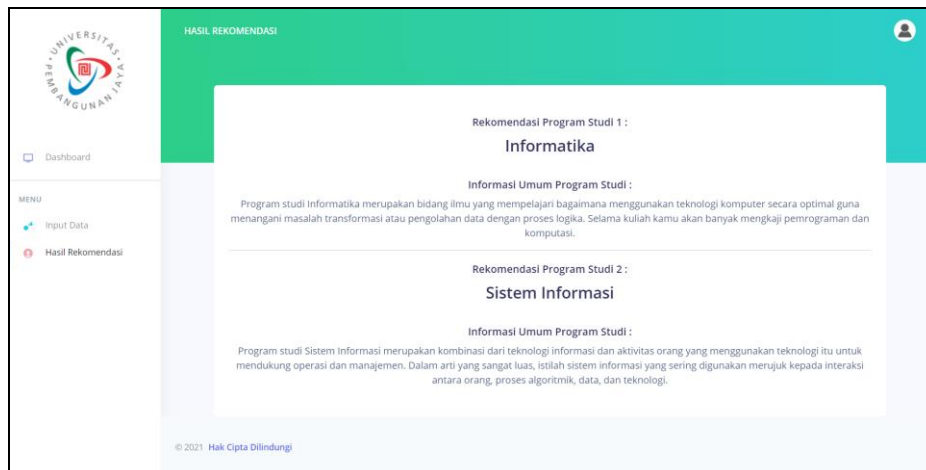 UNIVERSITAS PEMBANGUNAN JAYA
Dashboard
MENU
Input Data
Hasil Rekomendasi
HASIL REKOMENDASI
Rekomendasi Program Studi 1 :
Informatika
Informasi Umum Program Studi :
Program studi Informatika merupakan bidang ilmu yang mempelajari bagaimana menggunakan teknologi komputer secara optimal guna
menangani masalah transformasi atau pengolahan data dengan proses logika. Selama kuliah kamu akan banyak mengkaji pemrograman dan
komputasi.
Rekomendasi Program Studi 2 :
Sistem Informasi
Informasi Umum Program Studi :
Program studi Sistem Informasi merupakan kombinasi dari teknologi informasi dan aktivitas orang yang menggunakan teknologi itu untuk
mendukung operasi dan manajemen. Dalam arti yang sangat luas, istilah sistem informasi yang sering digunakan merujuk kepada interaksi
antara orang, proses algoritmik, data, dan teknologi.
© 2021 Hak Cipta Dilindungi